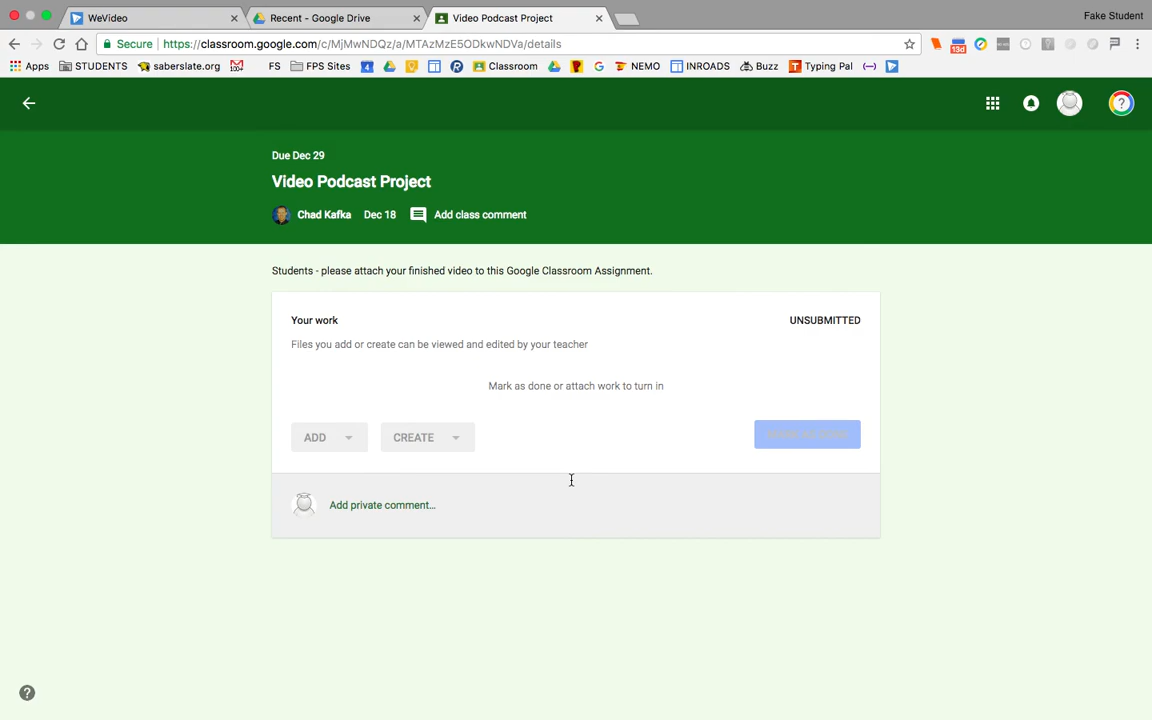 WeVideo
Recent - Google Drive
Video Podcast Project
Fake Student
Secure https://classroom.google.com/c/MjMwNDQz/a/MTAzMzE5ODkwNDVa/details
13d
Apps STUDENTS saberslate.org FS FPS Sites Classroom NEMO INROADS Buzz Typing Pal
Due Dec 29
Video Podcast Project
Chad Kafka Dec 18 Add class comment
Students - please attach your finished video to this Google Classroom Assignment.
Your work UNSUBMITTED
Files you add or create can be viewed and edited by your teacher
Mark as done or attach work to turn in
ADD CREATE
Add private comment...